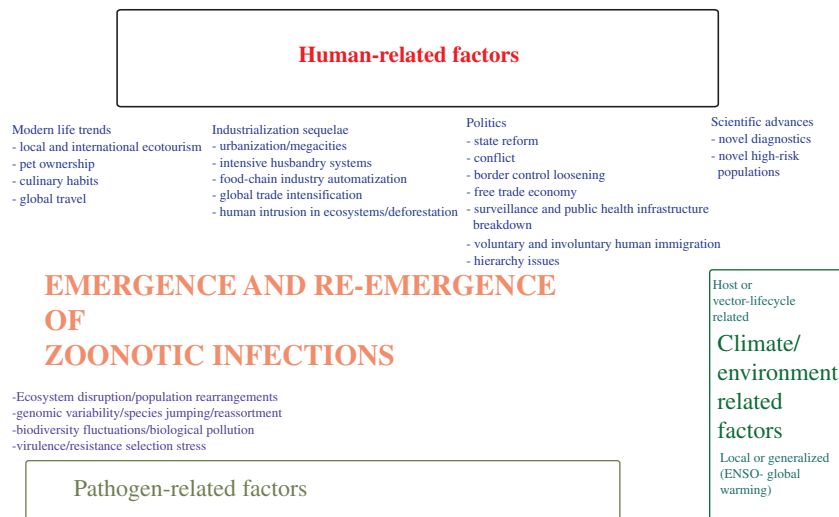 Human-related factors
Modern life trends
- local and international ecotourism
- pet ownership
- culinary habits
- global travel
Industrialization sequelae
- urbanization/megacities
- intensive husbandry systems
- food-chain industry automatization
- global trade intensification
- human intrusion in ecosystems/deforestation
Politics
- state reform
- conflict
- border control loosening
- free trade economy
- surveillance and public health infrastructure
breakdown
- voluntary and involuntary human immigration
- hierarchy issues
Scientific advances
- novel diagnostics
- novel high-risk
populations
EMERGENCE AND RE-EMERGENCE
OF
ZOONOTIC INFECTIONS
Host or
vector-lifecycle
related
Climate/
environment
related
factors
Local or generalized
(ENSO- global
warming)
-Ecosystem disruption/population rearrangements
-genomic variability/species jumping/reassortment
-biodiversity fluctuations/biological pollution
-virulence/resistance selection stress
Pathogen-related factors